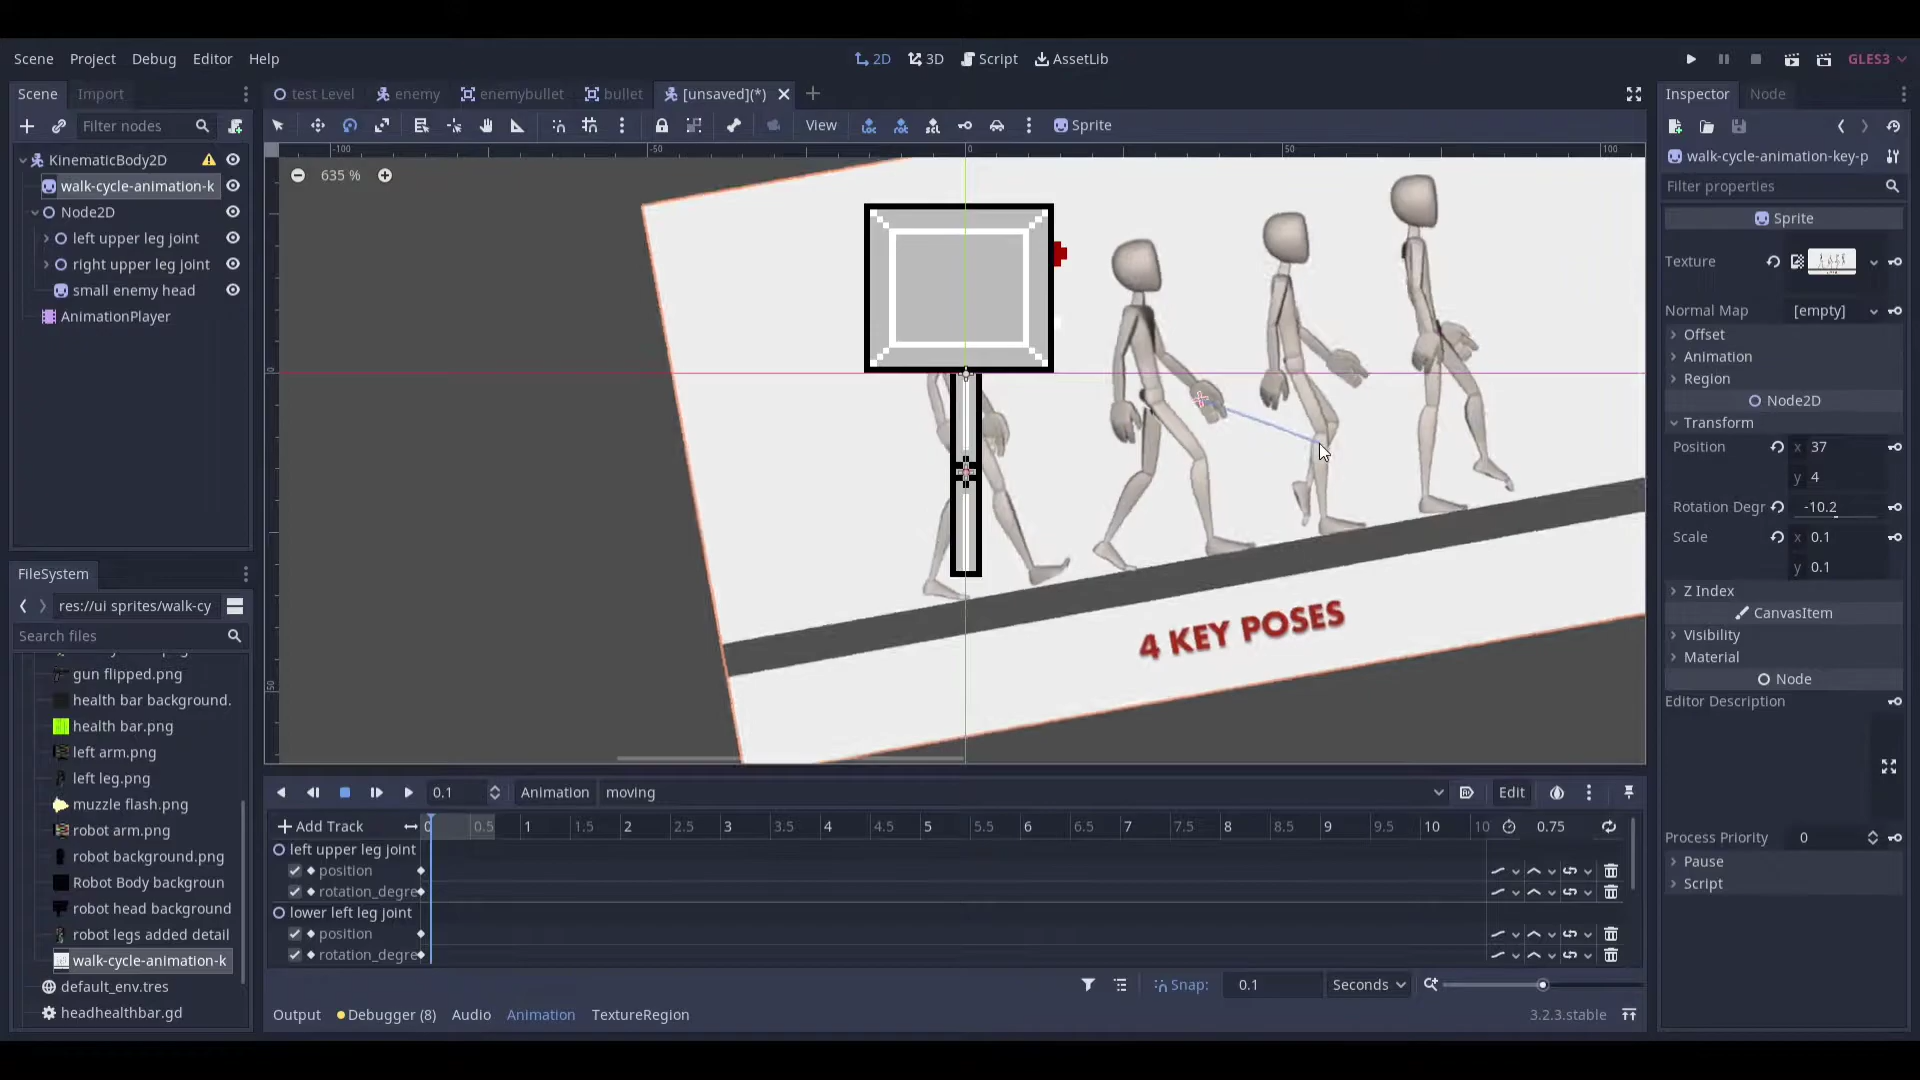 Scene Project Debug Editor Help
2D 3D Script AssetLib
GLES3
Scene Import
test Level enemy enemybullet bullet [unsaved](*)
Inspector Node
Filter nodes
View
Sprite
KinematicBody2D
walk-cycle-animation-k
Node2D
left upper leg joint
right upper leg joint
small enemy head
AnimationPlayer
-100 -50 0 50 100
635 %
0
50
4 KEY POSES
walk-cycle-animation-key-p
Filter properties
Sprite
Texture
Normal Map [empty]
Offset
Animation
Region
Node2D
Transform
Position x 37
y 4
Rotation Degr -10.2
Scale x 0.1
y 0.1
Z Index
CanvasItem
Visibility
Material
Node
Editor Description
Process Priority 0
Pause
Script
FileSystem
res://ui sprites/walk-cy
Search files
gun flipped.png
health bar background.
health bar.png
left arm.png
left leg.png
muzzle flash.png
robot arm.png
robot background.png
Robot Body backgroun
robot head background
robot legs added detail
walk-cycle-animation-k
default_env.tres
headhealthbar.gd
0.1 Animation moving Edit
Add Track 0 0.5 1 1.5 2 2.5 3 3.5 4 4.5 5 5.5 6 6.5 7 7.5 8 8.5 9 9.5 10 10 0.75
left upper leg joint
position
rotation_degre
lower left leg joint
position
rotation_degre
Snap: 0.1 Seconds
Output Debugger (8) Audio Animation TextureRegion
3.2.3.stable